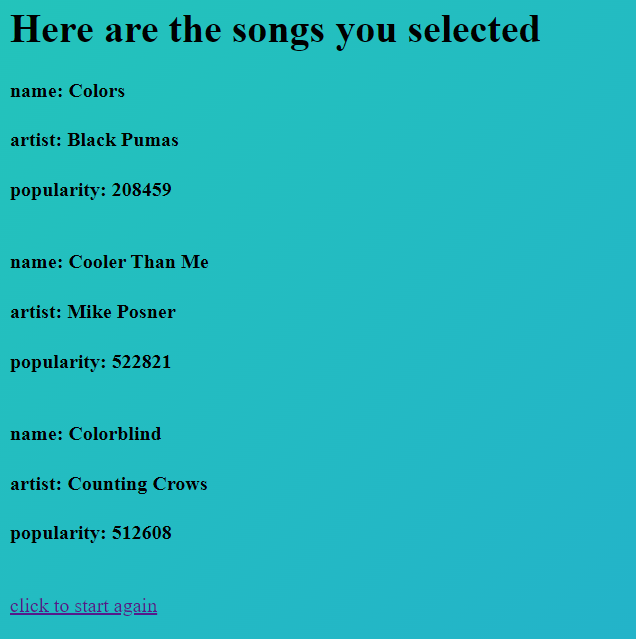 Here are the songs you selected
name: Colors
artist: Black Pumas
popularity: 208459
name: Cooler Than Me
artist: Mike Posner
popularity: 522821
name: Colorblind
artist: Counting Crows
popularity: 512608
click to start again